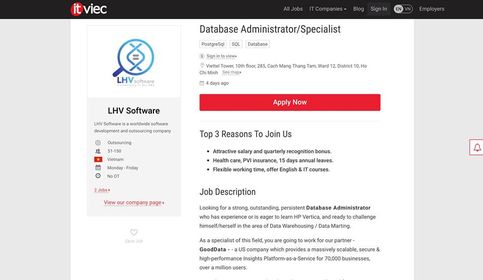 itviec
All Jobs
IT Companies
Blog
Sign In
EN
VN
Employers
LHV Software
LHV Software
LHV Software is a worldwide software
development and outsourcing company
Outsourcing
51-150
Vietnam
Monday - Friday
No OT
2 Jobs
View our company page
Save Job
Database Administrator/Specialist
PostgreSql
SQL
Database
$ Sign in to view
Viettel Tower, 10th floor, 285, Cach Mang Thang Tam, Ward 12, District 10, Ho
Chi Minh See map
4 days ago
Apply Now
Top 3 Reasons To Join Us
• Attractive salary and quarterly recognition bonus.
• Health care, PVI insurance, 15 days annual leaves.
• Flexible working time, offer English & IT courses.
Job Description
Looking for a strong, outstanding, persistent Database Administrator
who has experience or is eager to learn HP Vertica, and ready to challenge
himself/herself in the area of Data Warehousing / Data Marting.
As a specialist of this field, you are going to work for our partner -
GoodData - - a US company which provides a massively scalable, secure &
high-performance Insights Platform-as-a-Service for 70,000 businesses,
over a million users.